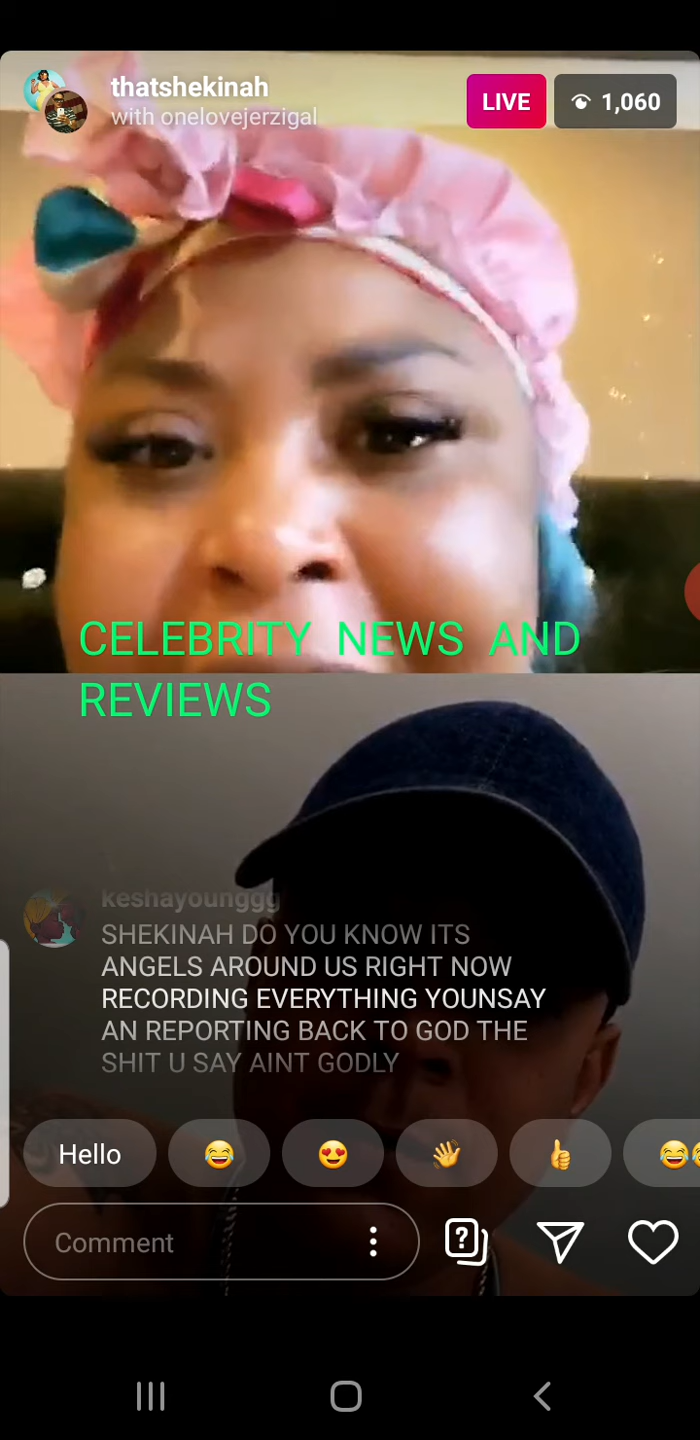 thatshekinah
with onelovejerzigal
LIVE
1,060
CELEBRITY NEWS AND
REVIEWS
keshayounggg
SHEKINAH DO YOU KNOW ITS
ANGELS AROUND US RIGHT NOW
RECORDING EVERYTHING YOUNSAY
AN REPORTING BACK TO GOD THE
SHIT U SAY AINT GODLY
Hello
Comment